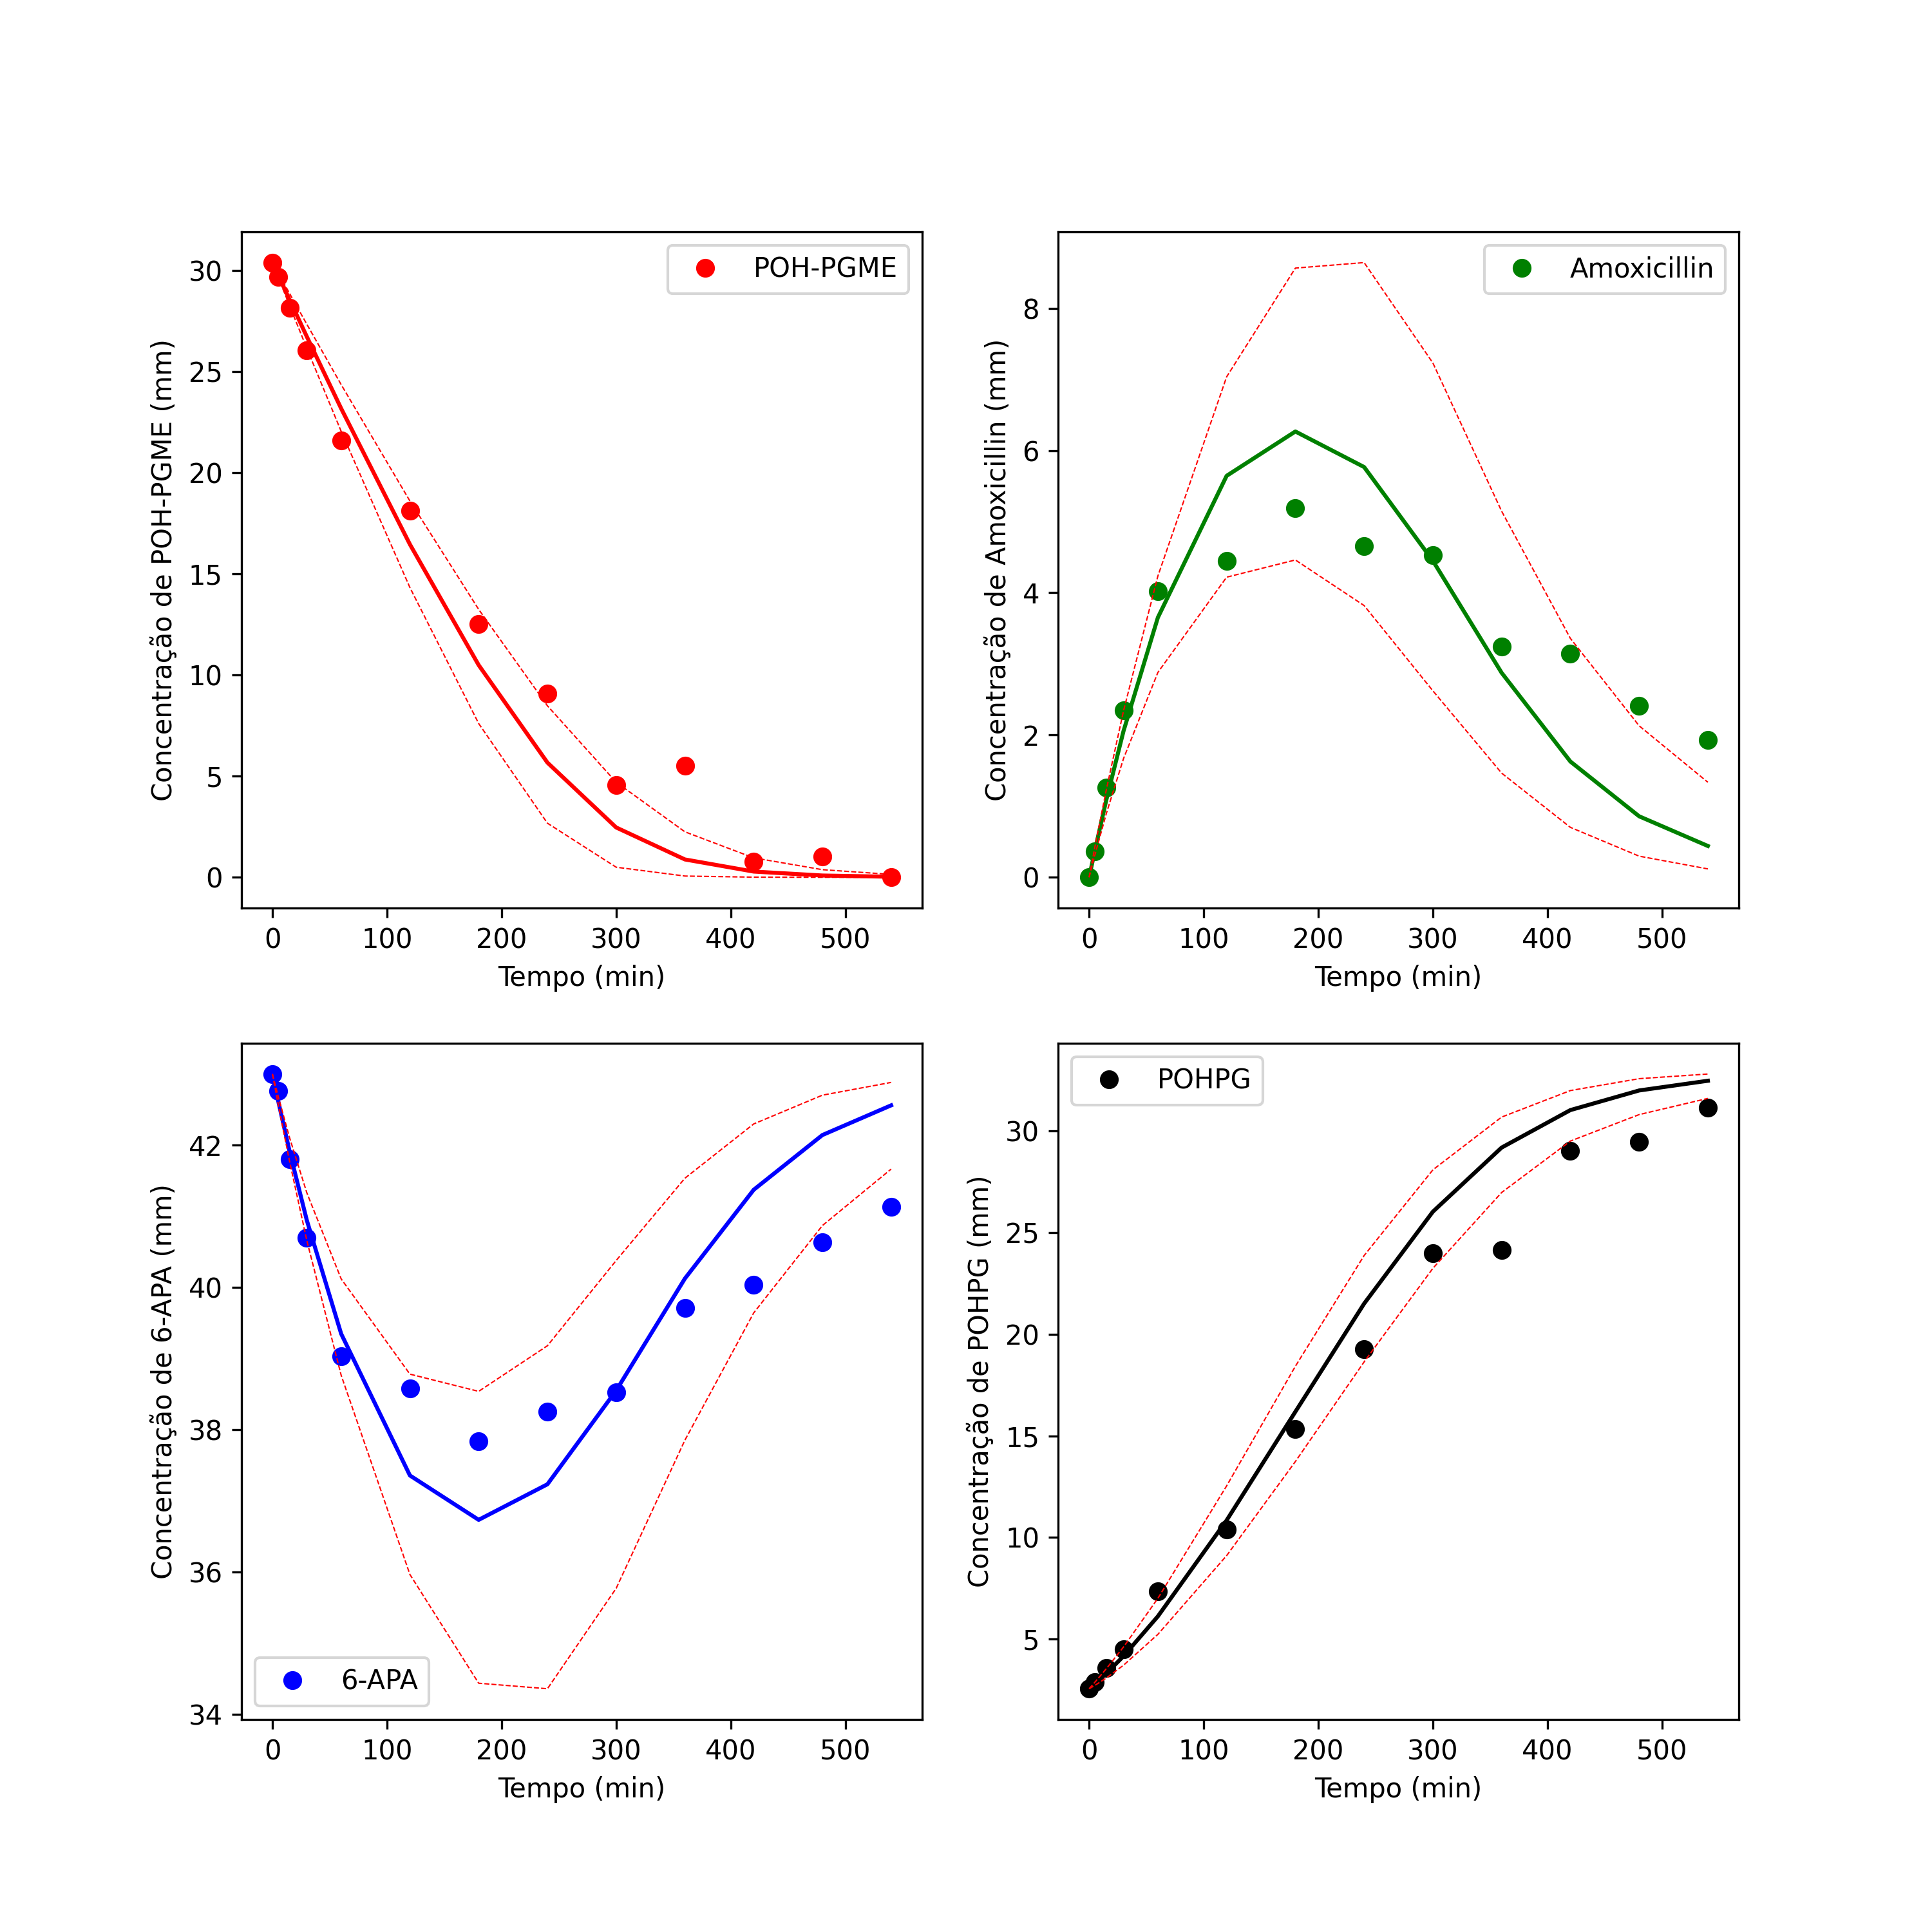 POH-PGME
Concentração de POH-PGME (mm)
30
25
20
15
10
5
0
0 100 200 300 400 500
Tempo (min)
Amoxicillin
Concentração de Amoxicillin (mm)
8
6
4
2
0
0 100 200 300 400 500
Tempo (min)
6-APA
Concentração de 6-APA (mm)
42
40
38
36
34
0 100 200 300 400 500
Tempo (min)
POHPG
Concentração de POHPG (mm)
30
25
20
15
10
5
0 100 200 300 400 500
Tempo (min)